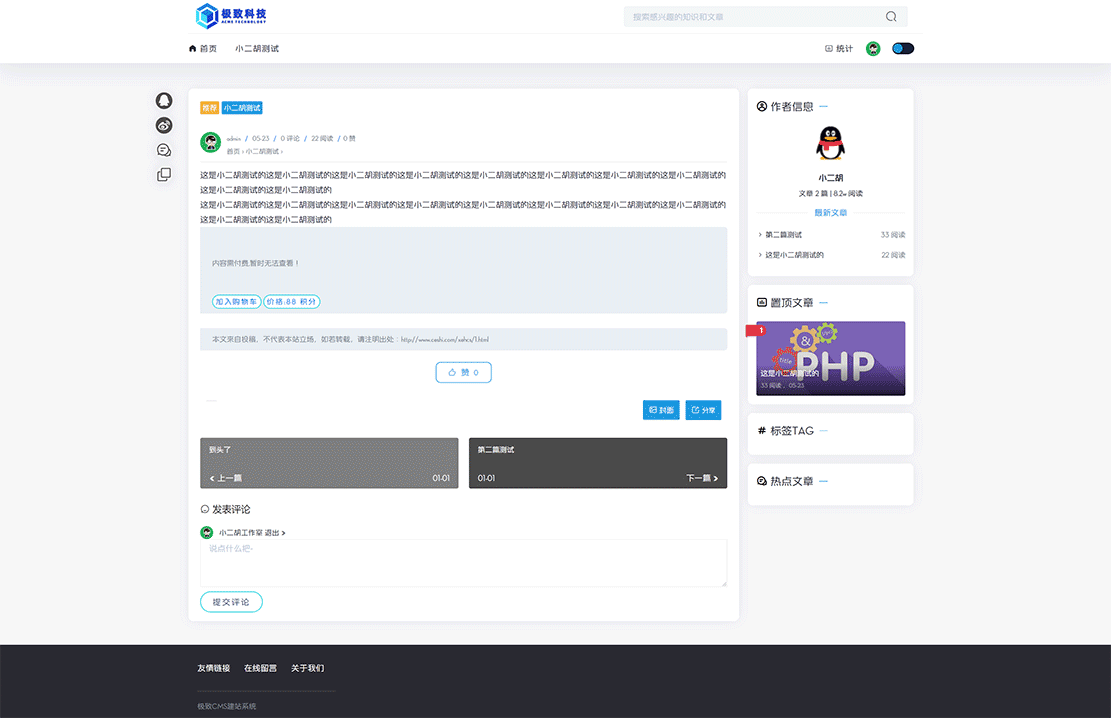 极致科技
ACME TECHNOLOGY
搜索感兴趣的知识和文章
首页 小二胡测试
统计
推荐 小二胡测试
admin / 05-23 / 0 评论 / 22 阅读 / 0 赞
首页 › 小二胡测试 ›
这是小二胡测试的这是小二胡测试的这是小二胡测试的这是小二胡测试的这是小二胡测试的这是小二胡测试的这是小二胡测试的这是小二胡测试的
这是小二胡测试的这是小二胡测试的
这是小二胡测试的这是小二胡测试的这是小二胡测试的这是小二胡测试的这是小二胡测试的这是小二胡测试的这是小二胡测试的这是小二胡测试的
这是小二胡测试的这是小二胡测试的
内容需付费,暂时无法查看！
加入购物车 价格:88 积分
本文来自投稿，不代表本站立场，如若转载，请注明出处：http://www.ceshi.com/xehcs/1.html
赞 0
封面 分享
到头了
上一篇 01-01
第二篇测试
01-01 下一篇
发表评论
小二胡工作室 退出
说点什么吧~
提交评论
作者信息
小二胡
文章 2 篇 | 8.2w 阅读
最新文章
第二篇测试 33 阅读
这是小二胡测试的 22 阅读
置顶文章
1
&
title
PHP
这是小二胡测试的
33 阅读 ，05-23
# 标签TAG
热点文章
友情链接 在线留言 关于我们
极致CMS建站系统